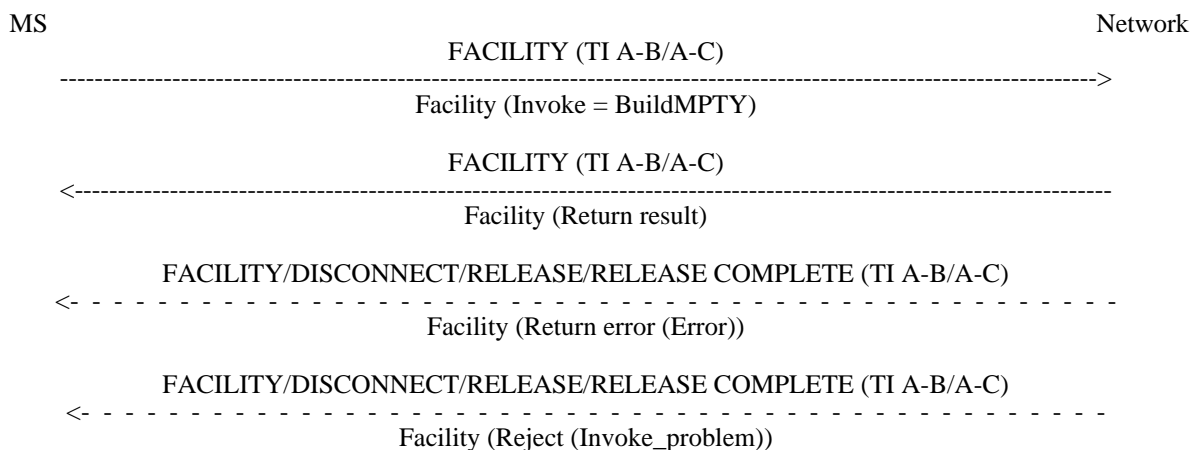 MS Network
FACILITY (TI A-B/A-C)
Facility (Invoke = BuildMPTY)
FACILITY (TI A-B/A-C)
Facility (Return result)
FACILITY/DISCONNECT/RELEASE/RELEASE COMPLETE (TI A-B/A-C)
Facility (Return error (Error))
FACILITY/DISCONNECT/RELEASE/RELEASE COMPLETE (TI A-B/A-C)
Facility (Reject (Invoke_problem))